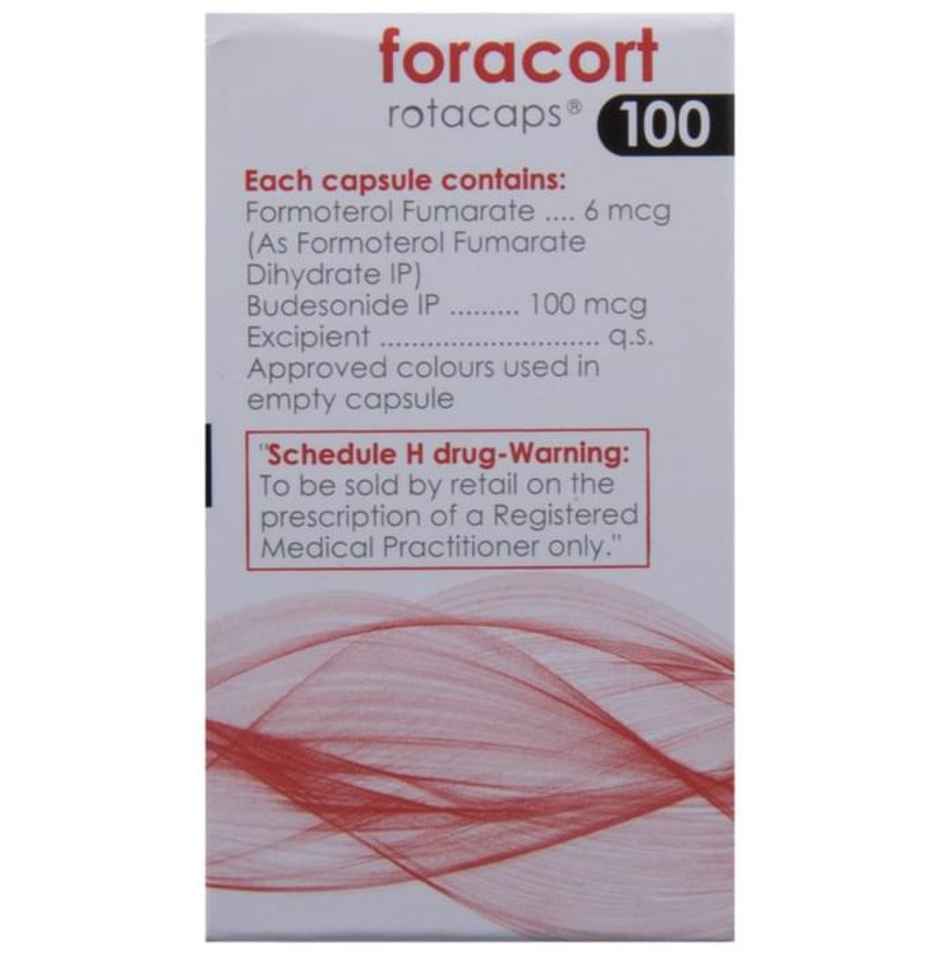 foracort
rotacaps® 100
Each capsule contains:
Formoterol Fumarate .... 6 mcg
(As Formoterol Fumarate
Dihydrate IP)
Budesonide IP ......... 100 mcg
Excipient ............................ q.s.
Approved colours used in
empty capsule
"Schedule H drug-Warning:
To be sold by retail on the
prescription of a Registered
Medical Practitioner only."